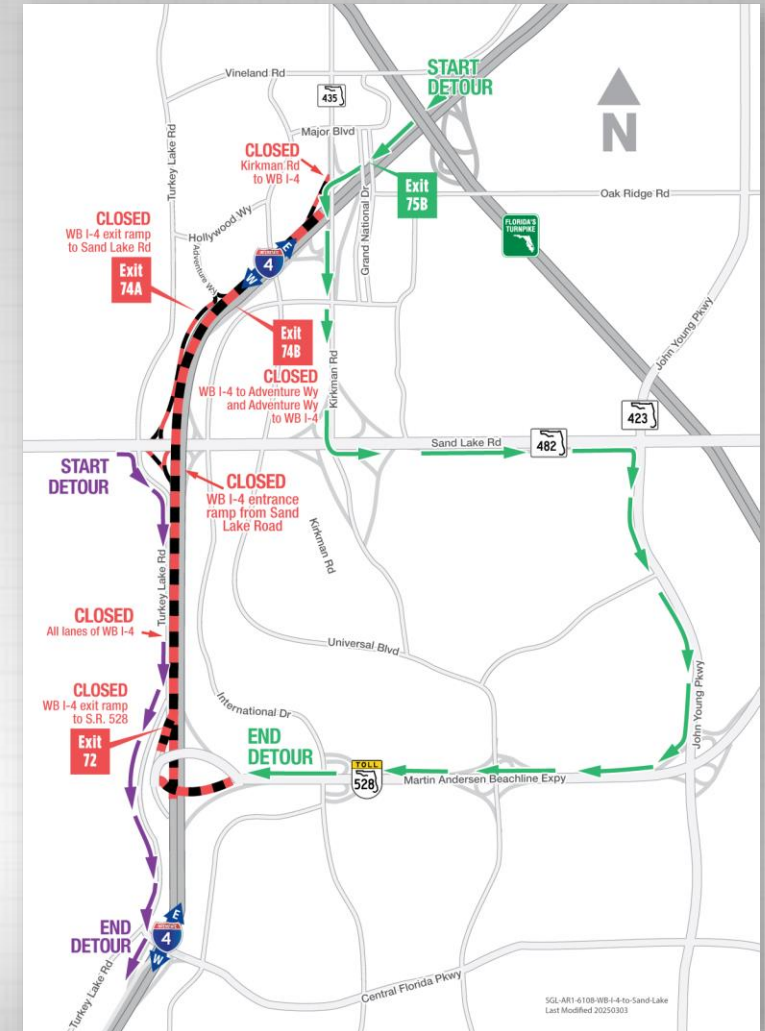 Vineland Rd
START
DETOUR
435
N
Major Blvd
CLOSED
Kirkman Rd
to WB I-4
Turkey Lake Rd
Exit
75B
Oak Ridge Rd
Grand National Dr
CLOSED
WB I-4 exit ramp
to Sand Lake Rd
Hollywood Wy
FLORIDA'S
TURNPIKE
E
INTERSTATE
4
W
Adventure Wy
Exit
74A
Exit
74B
John Young Pkwy
CLOSED
WB I-4 to Adventure Wy
and Adventure Wy
to WB I-4
Kirkman Rd
423
Sand Lake Rd
482
START
DETOUR
CLOSED
WB I-4 entrance
ramp from Sand
Lake Road
Kirkman Rd
Turkey Lake Rd
CLOSED
All lanes of WB I-4
Universal Blvd
John Young Pkwy
CLOSED
WB I-4 exit ramp
to S.R. 528
Exit
72
International Dr
END
DETOUR
TOLL
528
Martin Andersen Beachline Expy
E
INTERSTATE
4
W
END
DETOUR
Turkey Lake Rd
Central Florida Pkwy
SGL-AR1-6108-WB-I-4-to-Sand-Lake
Last Modified 20250303